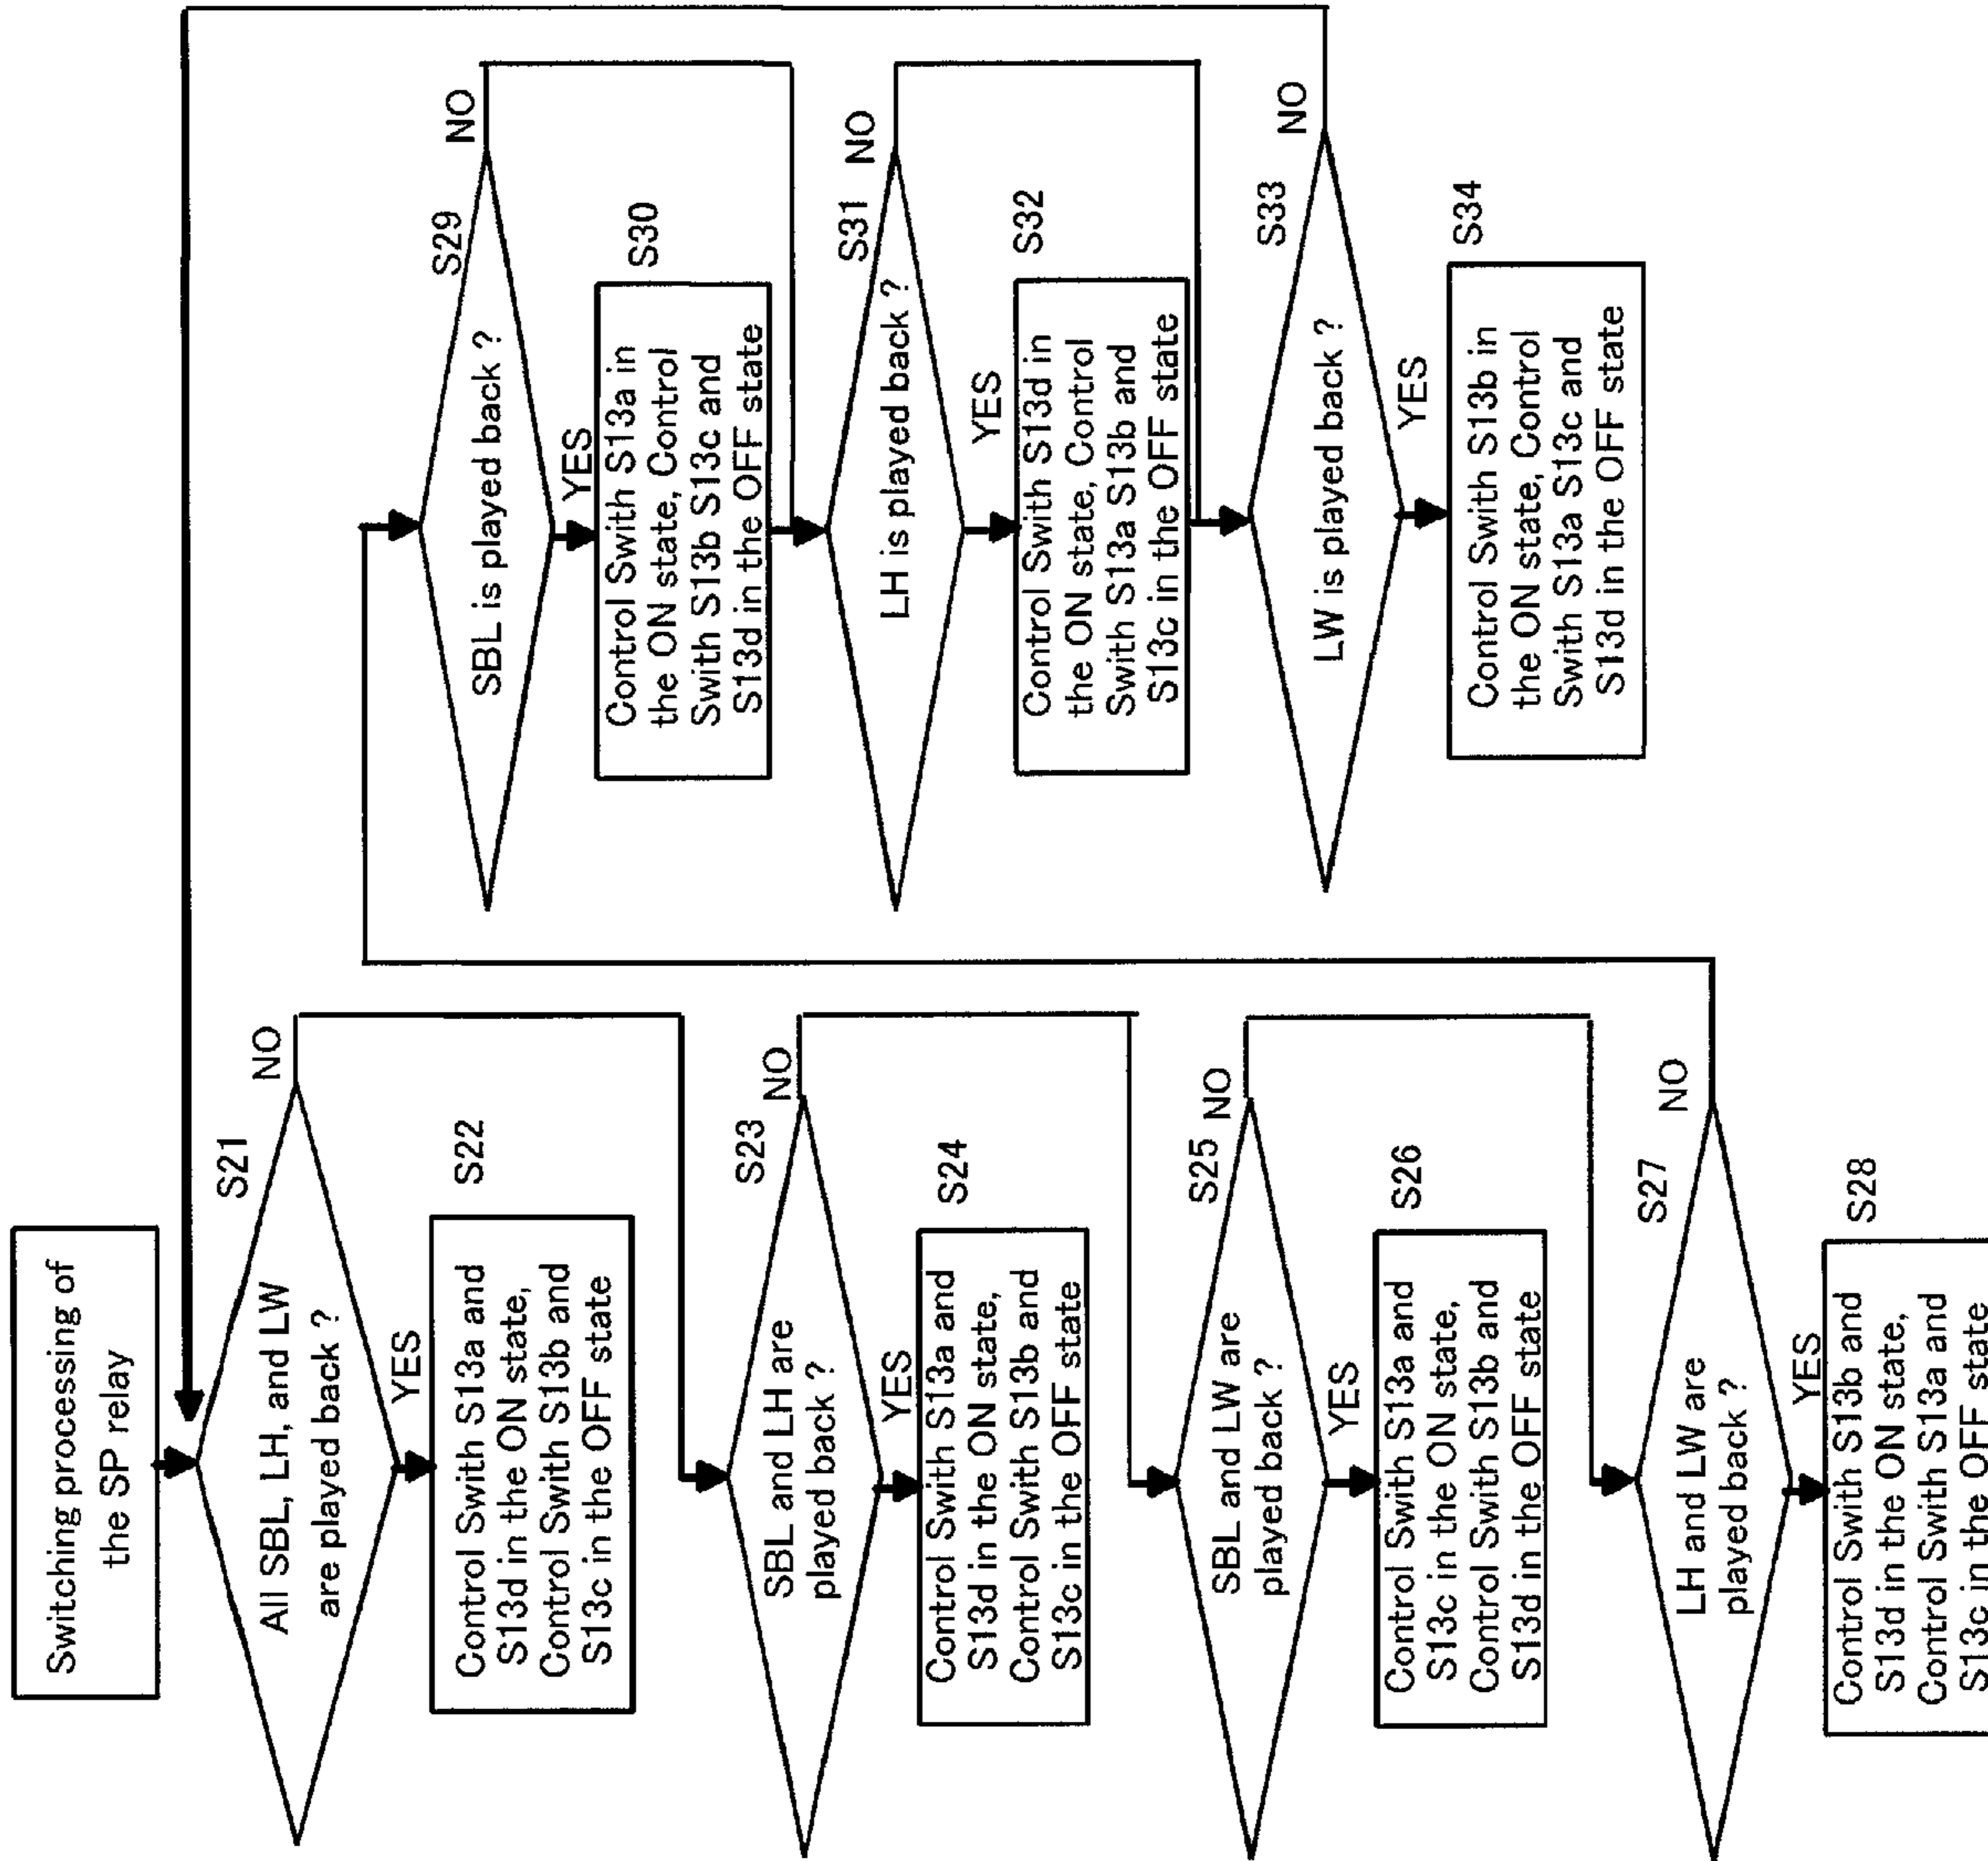 Switching processing of
the SP relay
S21
All SBL, LH, and LW
are played back ?
NO
YES
S22
Control Swith S13a and
S13d in the ON state,
Control Swith S13b and
S13c in the OFF state
S23
SBL and LH are
played back ?
NO
YES
S24
Control Swith S13a and
S13d in the ON state,
Control Swith S13b and
S13c in the OFF state
S25
SBL and LW are
played back ?
NO
YES
S26
Control Swith S13a and
S13c in the ON state,
Control Swith S13b and
S13d in the OFF state
S27
LH and LW are
played back ?
NO
YES
S28
Control Swith S13b and
S13d in the ON state,
Control Swith S13a and
S13c in the OFF state
S29
SBL is played back ?
NO
YES
S30
Control Swith S13a in
the ON state, Control
Swith S13b S13c and
S13d in the OFF state
S31
LH is played back ?
NO
YES
S32
Control Swith S13d in
the ON state, Control
Swith S13a S13b and
S13c in the OFF state
S33
LW is played back ?
NO
YES
S34
Control Swith S13b in
the ON state, Control
Swith S13a S13c and
S13d in the OFF state